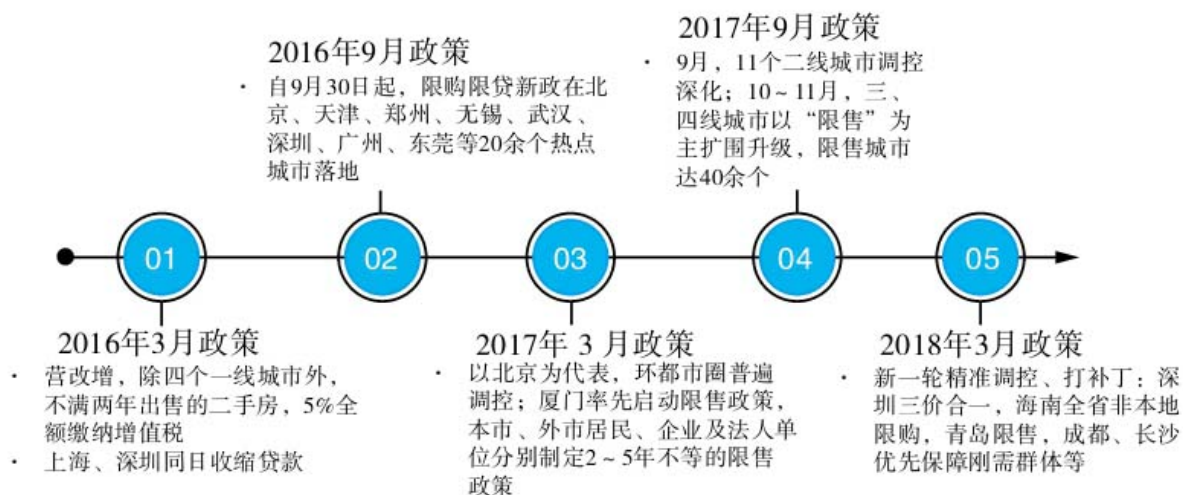 2016年9月政策
· 自9月30日起，限购限贷新政在北
京、天津、郑州、无锡、武汉、
深圳、广州、东莞等20余个热点
城市落地
2017年9月政策
· 9月，11个二线城市调控
深化；10~11月，三、
四线城市以“限售”为
主扩围升级，限售城市
达40余个
01
02
03
04
05
2016年3月政策
· 营改增，除四个一线城市外，
不满两年出售的二手房，5%全
额缴纳增值税
· 上海、深圳同日收缩贷款
2017年 3 月政策
· 以北京为代表，环都市圈普遍
调控；厦门率先启动限售政策，
本市、外市居民、企业及法人单
位分别制定2~5年不等的限售
政策
2018年3月政策
· 新一轮精准调控、打补丁：深
圳三价合一，海南全省非本地
限购，青岛限售，成都、长沙
优先保障刚需群体等